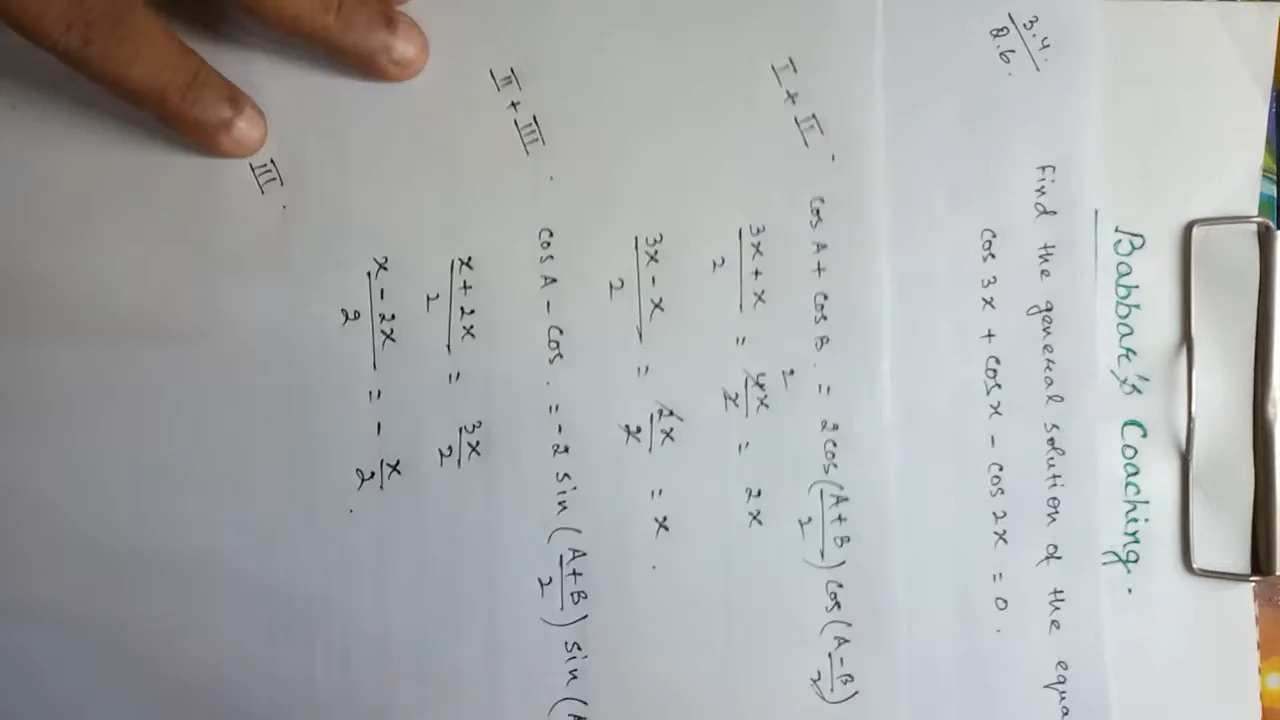 Babbar's Coaching.
3.4.
Q.6.
Find the general solution of the
cos 3x + cos x - cos 2x = 0.
I + II. cos A + cos B. = 2 cos (A+B/2) cos (A-B/2)
3x + x / 2 = 4x/2 = 2x
3x - x / 2 = 2x/2 = x.
II + III. cos A - cos. = -2 sin (A+B/2) sin (
x + 2x / 2 = 3x/2
x - 2x / 2 = - x/2.
III.